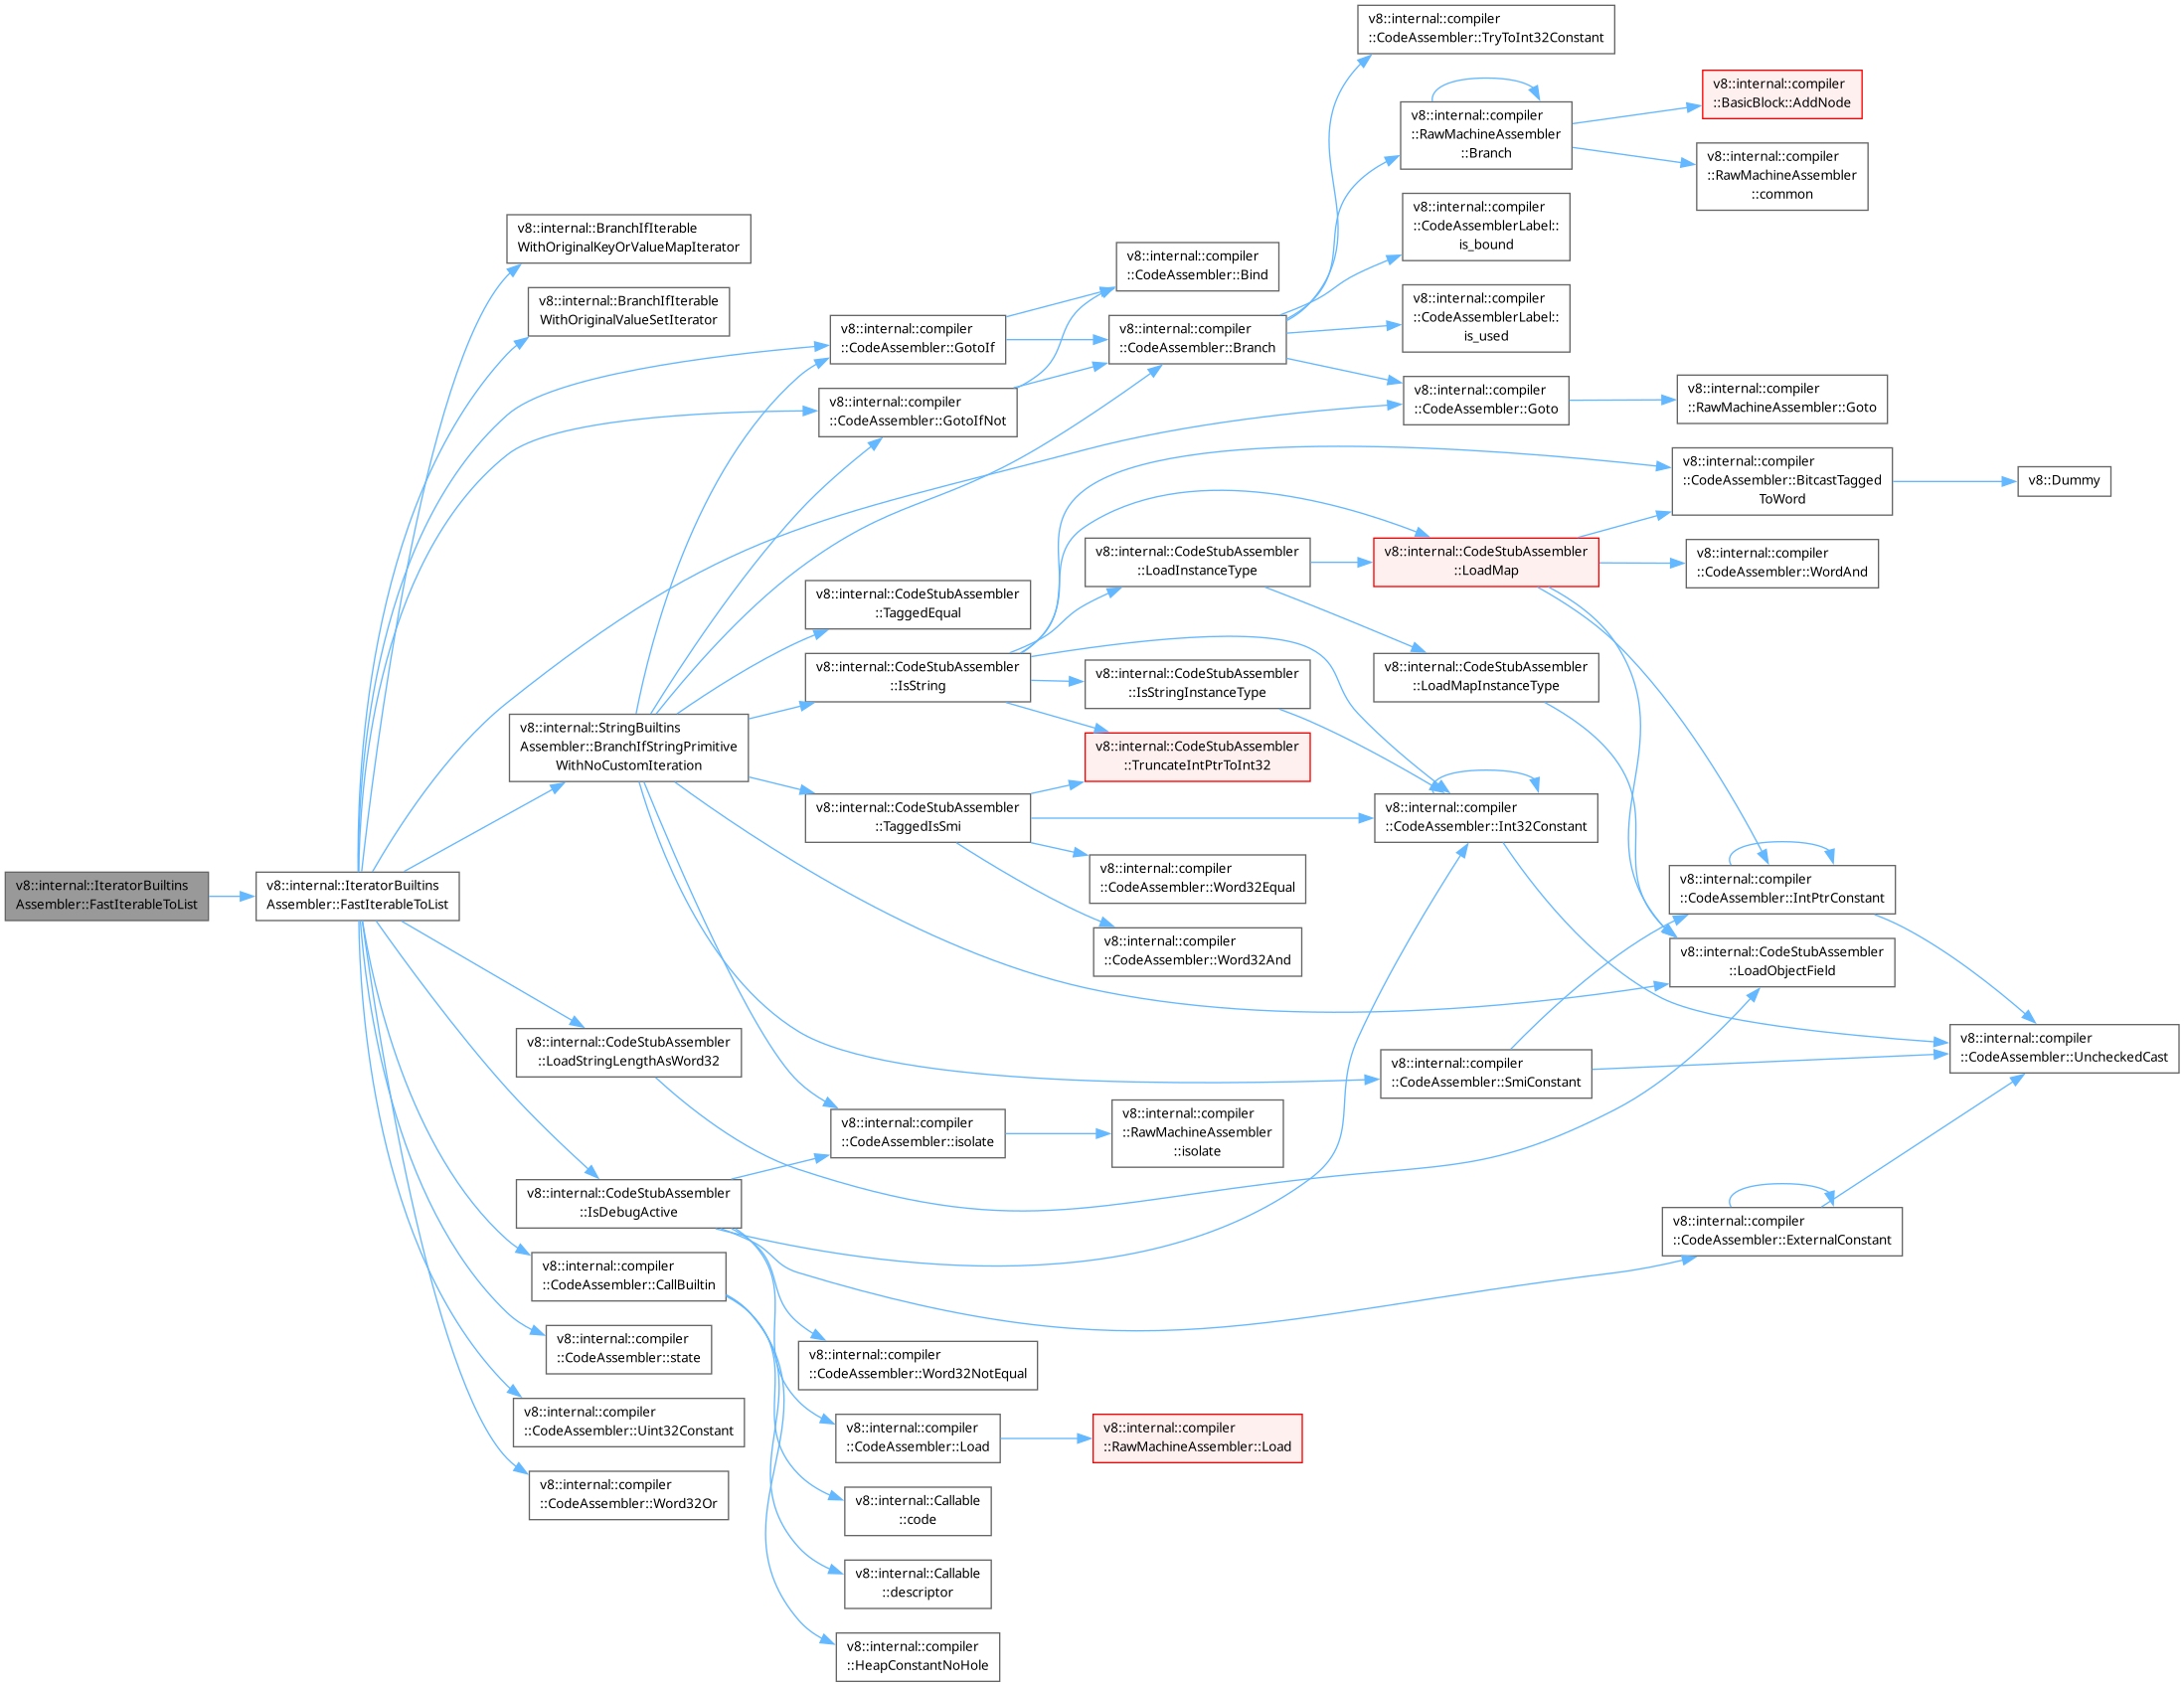 v8::internal::IteratorBuiltins
Assembler::FastIterableToList
v8::internal::IteratorBuiltins
Assembler::FastIterableToList
v8::internal::BranchIfIterable
WithOriginalKeyOrValueMapIterator
v8::internal::BranchIfIterable
WithOriginalValueSetIterator
v8::internal::StringBuiltins
Assembler::BranchIfStringPrimitive
WithNoCustomIteration
v8::internal::CodeStubAssembler
::LoadStringLengthAsWord32
v8::internal::CodeStubAssembler
::IsDebugActive
v8::internal::compiler
::CodeAssembler::CallBuiltin
v8::internal::compiler
::CodeAssembler::state
v8::internal::compiler
::CodeAssembler::Uint32Constant
v8::internal::compiler
::CodeAssembler::Word32Or
v8::internal::compiler
::CodeAssembler::GotoIf
v8::internal::compiler
::CodeAssembler::GotoIfNot
v8::internal::CodeStubAssembler
::TaggedEqual
v8::internal::CodeStubAssembler
::IsString
v8::internal::CodeStubAssembler
::TaggedIsSmi
v8::internal::compiler
::CodeAssembler::isolate
v8::internal::compiler
::CodeAssembler::Word32NotEqual
v8::internal::compiler
::CodeAssembler::Load
v8::internal::Callable
::code
v8::internal::Callable
::descriptor
v8::internal::compiler
::HeapConstantNoHole
v8::internal::compiler
::CodeAssembler::Bind
v8::internal::compiler
::CodeAssembler::Branch
v8::internal::CodeStubAssembler
::LoadInstanceType
v8::internal::CodeStubAssembler
::IsStringInstanceType
v8::internal::CodeStubAssembler
::TruncateIntPtrToInt32
v8::internal::compiler
::CodeAssembler::Word32Equal
v8::internal::compiler
::CodeAssembler::Word32And
v8::internal::compiler
::RawMachineAssembler
::isolate
v8::internal::compiler
::RawMachineAssembler::Load
v8::internal::compiler
::CodeAssembler::TryToInt32Constant
v8::internal::compiler
::RawMachineAssembler
::Branch
v8::internal::compiler
::CodeAssemblerLabel::
is_bound
v8::internal::compiler
::CodeAssemblerLabel::
is_used
v8::internal::compiler
::CodeAssembler::Goto
v8::internal::CodeStubAssembler
::LoadMap
v8::internal::CodeStubAssembler
::LoadMapInstanceType
v8::internal::compiler
::CodeAssembler::Int32Constant
v8::internal::compiler
::CodeAssembler::SmiConstant
v8::internal::compiler
::BasicBlock::AddNode
v8::internal::compiler
::RawMachineAssembler
::common
v8::internal::compiler
::RawMachineAssembler::Goto
v8::internal::compiler
::CodeAssembler::BitcastTagged
ToWord
v8::internal::compiler
::CodeAssembler::WordAnd
v8::internal::compiler
::CodeAssembler::IntPtrConstant
v8::internal::CodeStubAssembler
::LoadObjectField
v8::internal::compiler
::CodeAssembler::ExternalConstant
v8::Dummy
v8::internal::compiler
::CodeAssembler::UncheckedCast